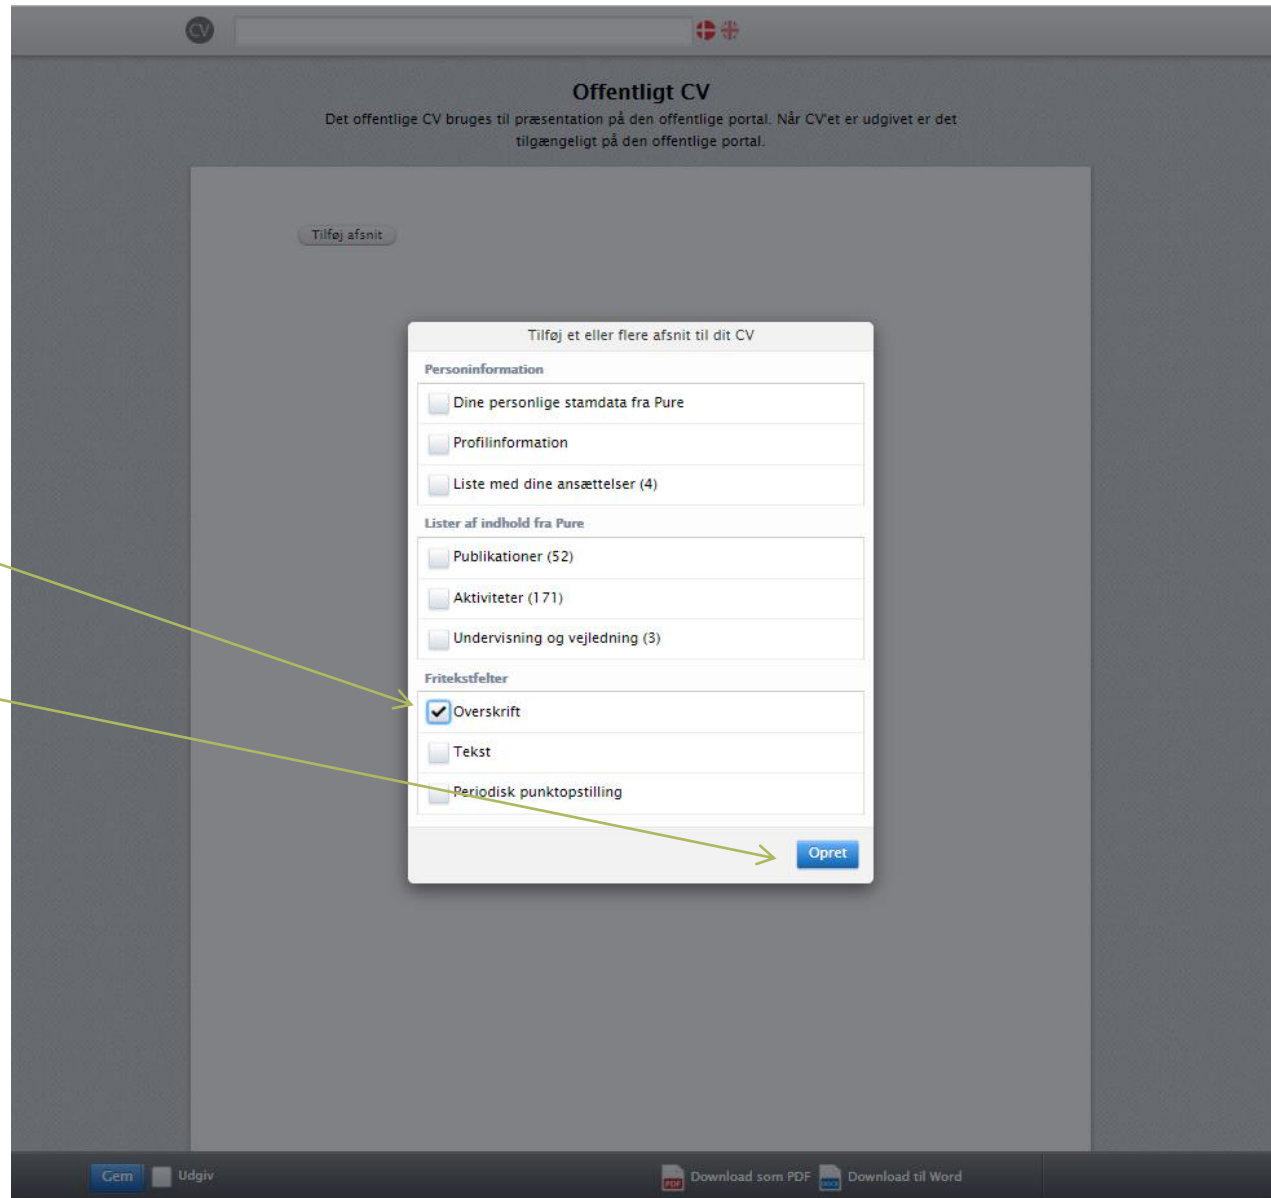 CV
Offentligt CV
Det offentlige CV bruges til præsentation på den offentlige portal. Når CV'et er udgivet er det
tilgængeligt på den offentlige portal.
Tilføj afsnit
Tilføj et eller flere afsnit til dit CV
Personinformation
Dine personlige stamdata fra Pure
Profilinformation
Liste med dine ansættelser (4)
Lister af indhold fra Pure
Publikationer (52)
Aktiviteter (171)
Undervisning og vejledning (3)
Fritekstfelter
Overskrift
Tekst
Periodisk punktopstilling
Opret
Gem Udgiv PDF Download som PDF DOCX Download til Word